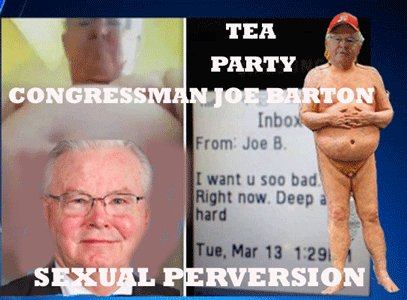 TEA
PARTY
CONGRESSMAN JOE BARTON
Inbox
From: Joe B.
I want u soo bad.
Right now. Deep a
hard
Tue, Mar 13 1:29
SEXUAL PERVERSION